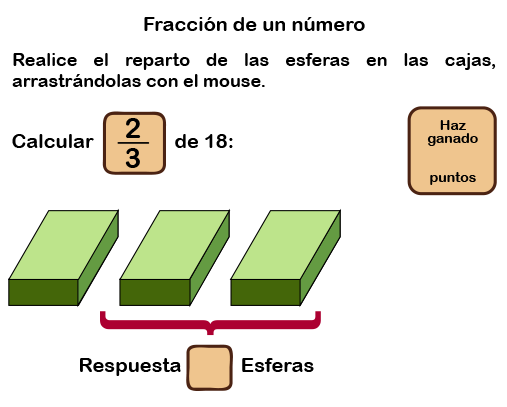 Fracción de un número
Realice el reparto de las esferas en las cajas,
arrastrándolas con el mouse.
Calcular 2/3 de 18:
Haz
ganado
puntos
Respuesta Esferas